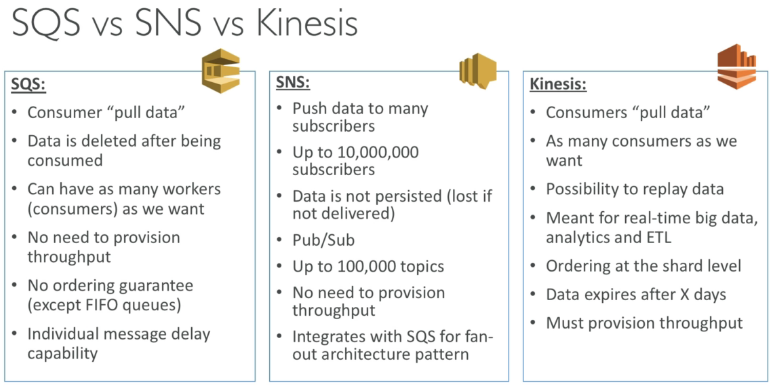 SQS vs SNS vs Kinesis
SQS:
• Consumer “pull data”
• Data is deleted after being
consumed
• Can have as many workers
(consumers) as we want
• No need to provision
throughput
• No ordering guarantee
(except FIFO queues)
• Individual message delay
capability
SNS:
• Push data to many
subscribers
• Up to 10,000,000
subscribers
• Data is not persisted (lost if
not delivered)
• Pub/Sub
• Up to 100,000 topics
• No need to provision
throughput
• Integrates with SQS for fan-
out architecture pattern
Kinesis:
• Consumers “pull data”
• As many consumers as we
want
• Possibility to replay data
• Meant for real-time big data,
analytics and ETL
• Ordering at the shard level
• Data expires after X days
• Must provision throughput